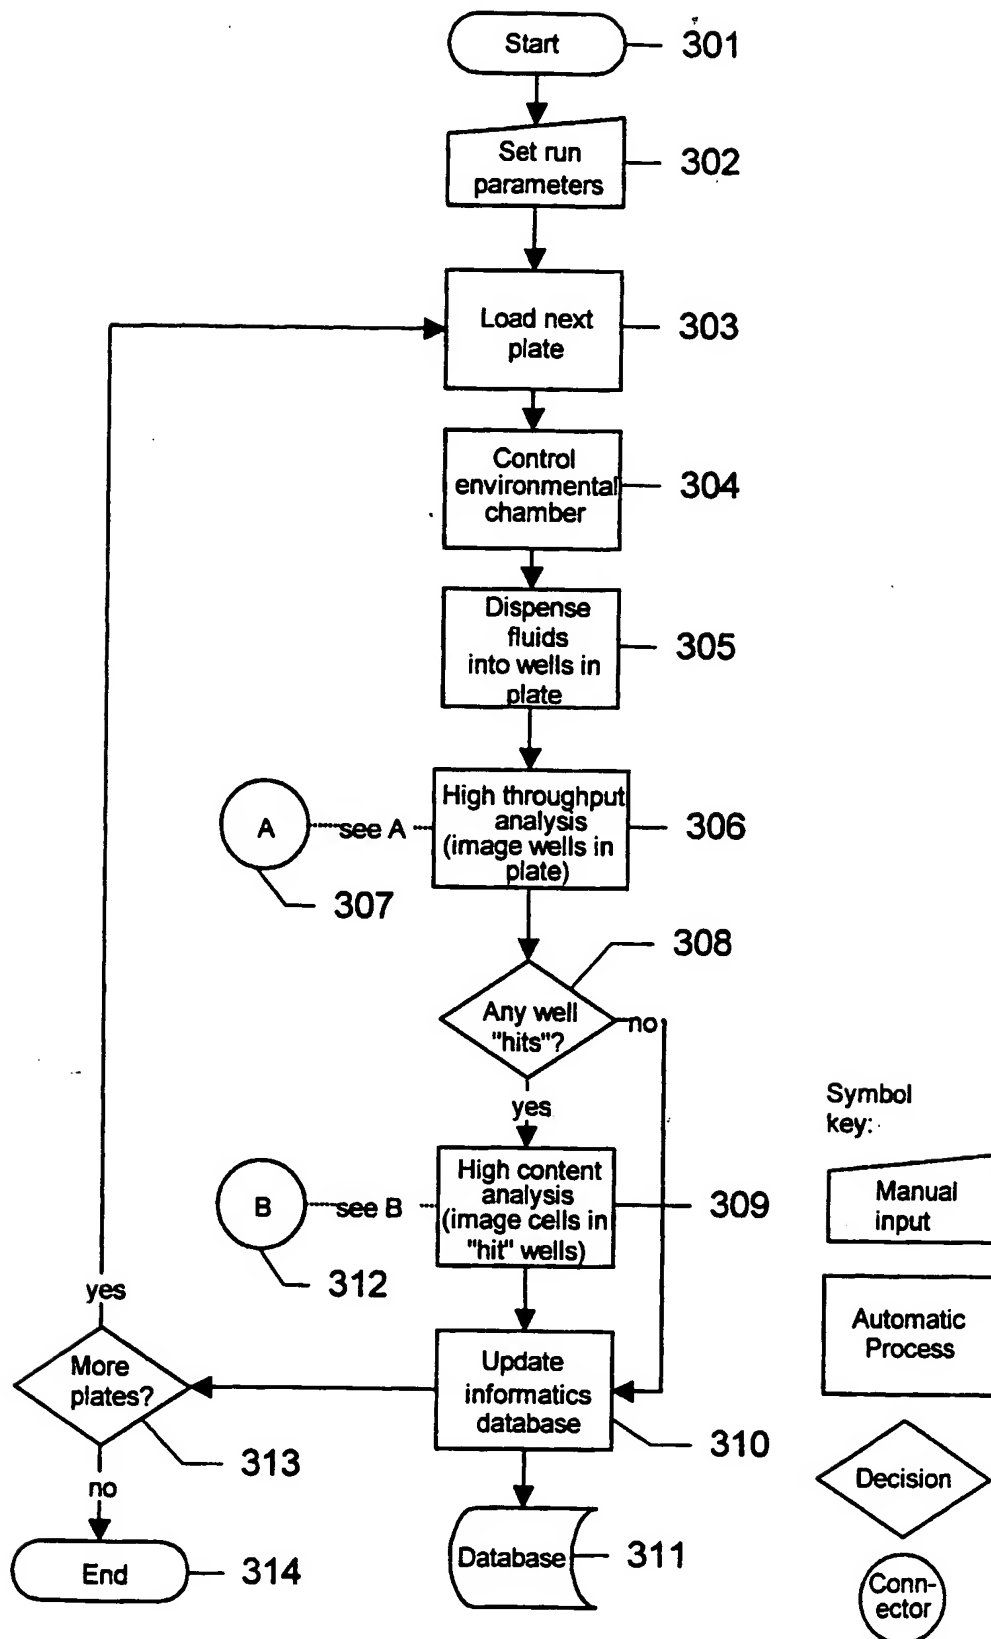 Start
301
Set run
parameters
302
Load next
plate
303
Control
environmental
chamber
304
Dispense
fluids
into wells in
plate
305
A
see A
High throughput
analysis
(image wells in
plate)
306
307
308
Any well
"hits"?
no
yes
B
see B
High content
analysis
(image cells in
"hit" wells)
309
312
yes
More
plates?
313
no
End
314
Update
informatics
database
310
Database
311
Symbol
key:
Manual
input
Automatic
Process
Decision
Conn-
ector